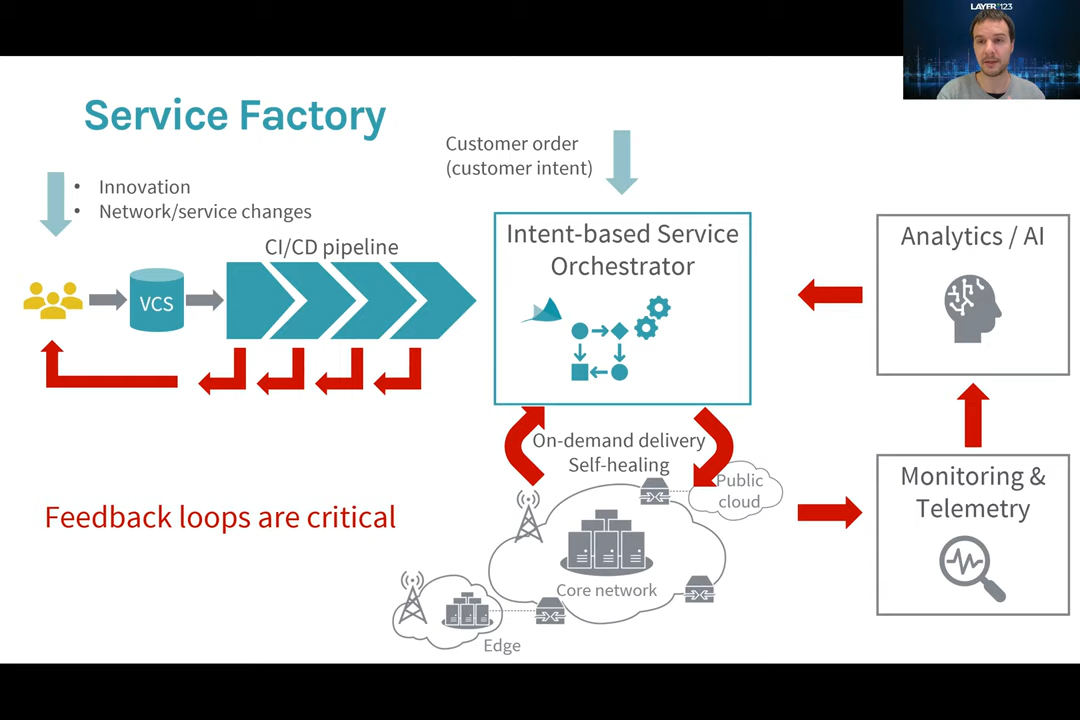 LAYER123
Service Factory
Customer order
(customer intent)
• Innovation
• Network/service changes
CI/CD pipeline
VCS
Intent-based Service
Orchestrator
Analytics / AI
On-demand delivery
Self-healing
Public
cloud
Monitoring &
Telemetry
Feedback loops are critical
Core network
Edge